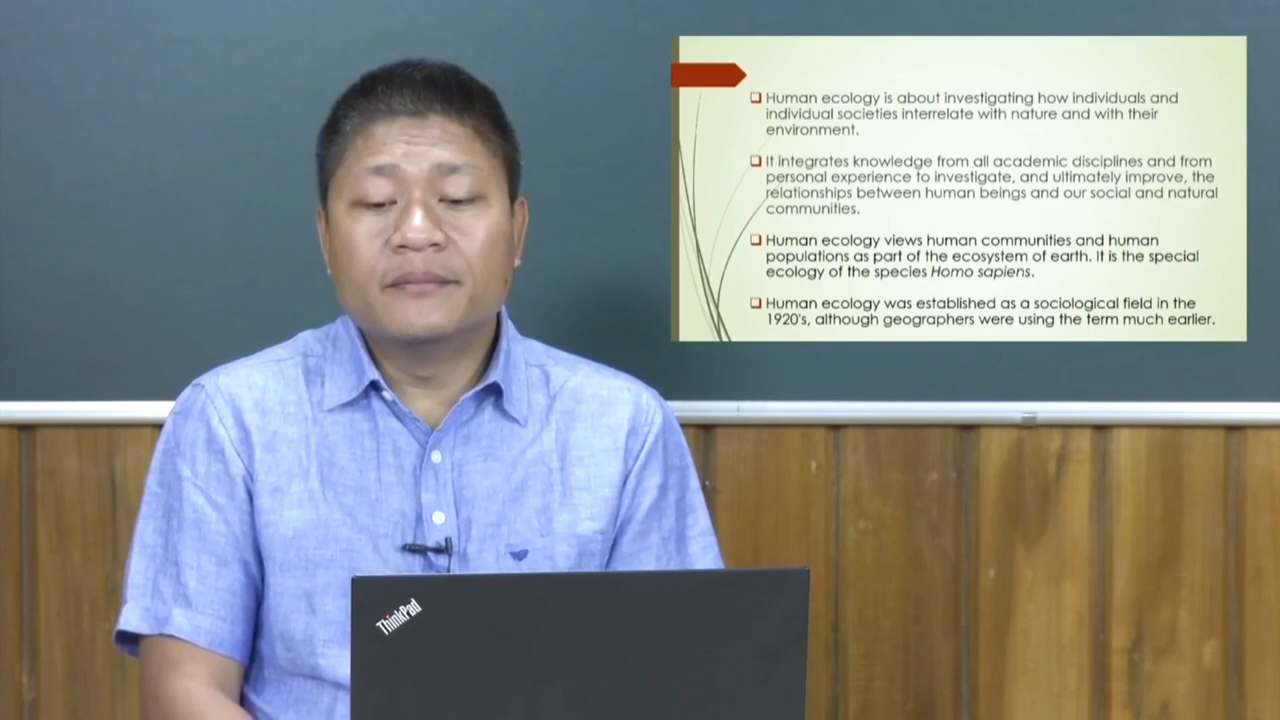 ❑ Human ecology is about investigating how individuals and
individual societies interrelate with nature and with their
environment.
❑ It integrates knowledge from all academic disciplines and from
personal experience to investigate, and ultimately improve, the
relationships between human beings and our social and natural
communities.
❑ Human ecology views human communities and human
populations as part of the ecosystem of earth. It is the special
ecology of the species Homo sapiens.
❑ Human ecology was established as a sociological field in the
1920's, although geographers were using the term much earlier.
ThinkPad